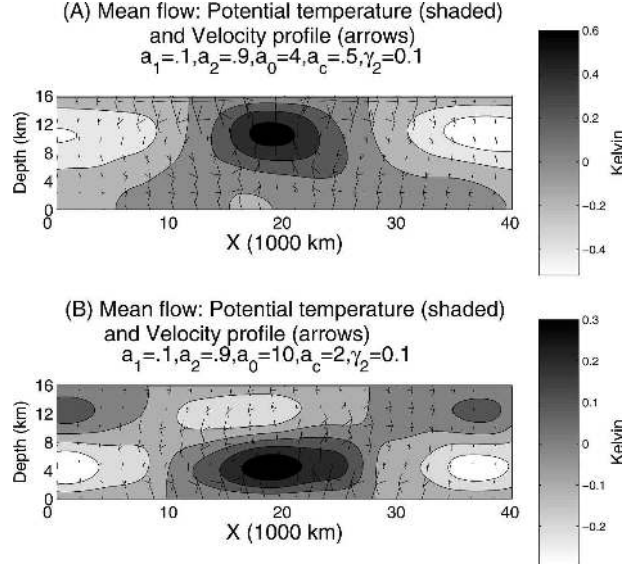 (A) Mean flow: Potential temperature (shaded)
and Velocity profile (arrows)
a₁=.1,a₂=.9,a₀=4,a_c=.5,γ₂=0.1
16
12
8
4
0
Depth (km)
0 10 20 30 40
X (1000 km)
0.6
0.4
0.2
0
-0.2
-0.4
Kelvin
(B) Mean flow: Potential temperature (shaded)
and Velocity profile (arrows)
a₁=.1,a₂=.9,a₀=10,a_c=2,γ₂=0.1
16
12
8
4
0
Depth (km)
0 10 20 30 40
X (1000 km)
0.3
0.2
0.1
0
-0.1
-0.2
Kelvin